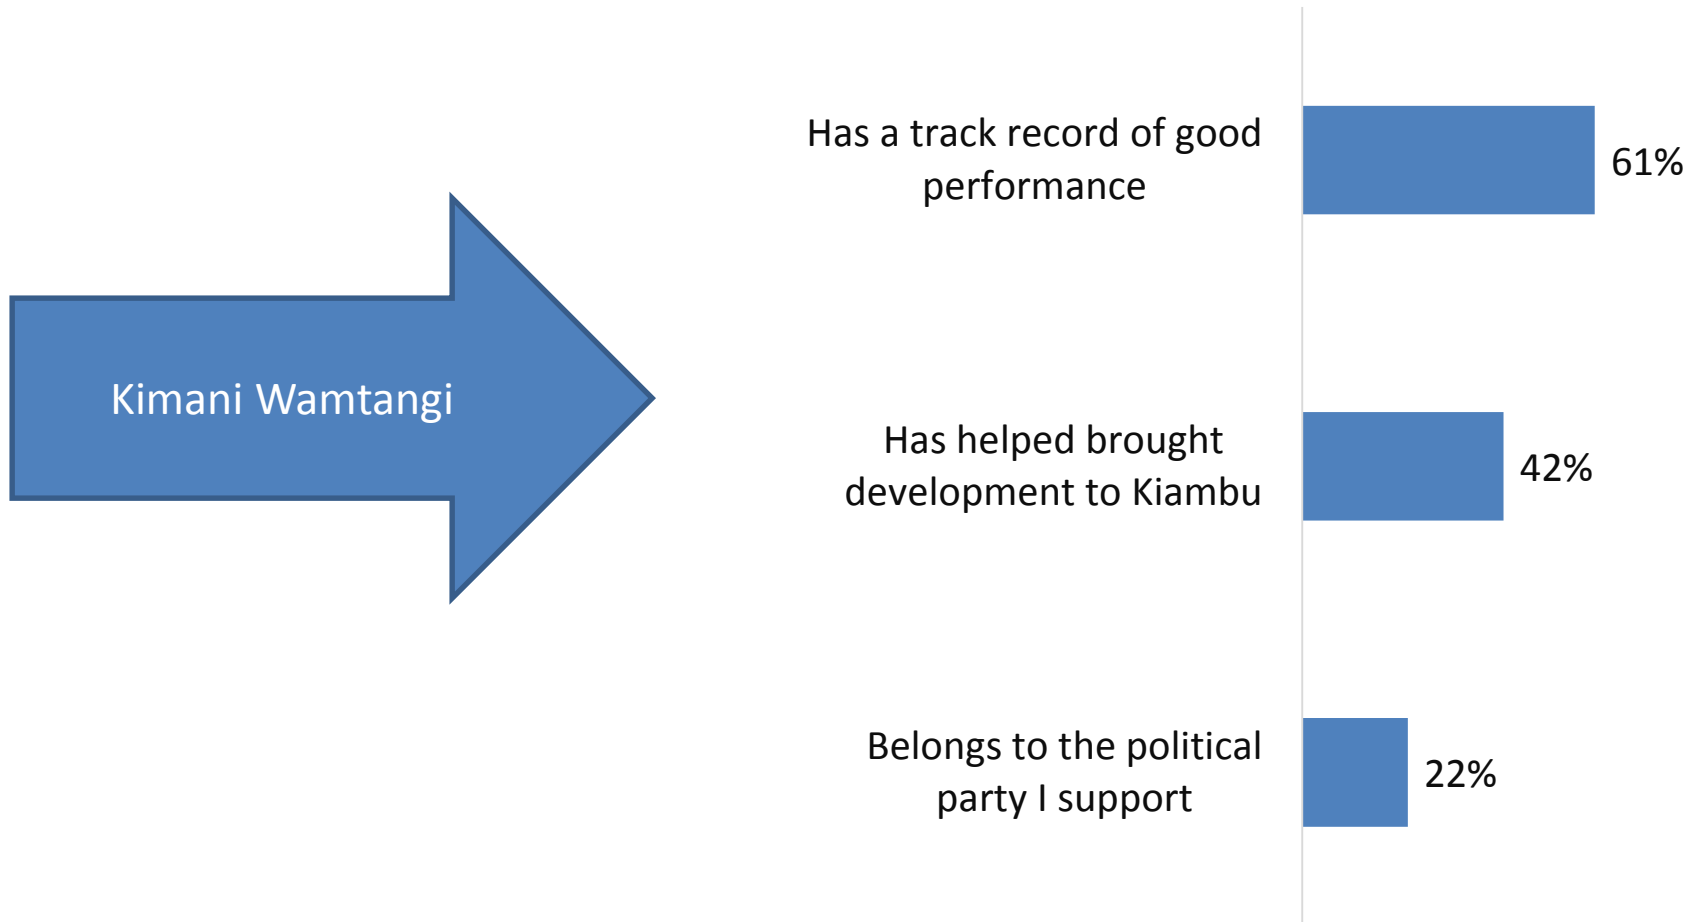 Kimani Wamtangi
Has a track record of good
performance
61%
Has helped brought
development to Kiambu
42%
Belongs to the political
party I support
22%